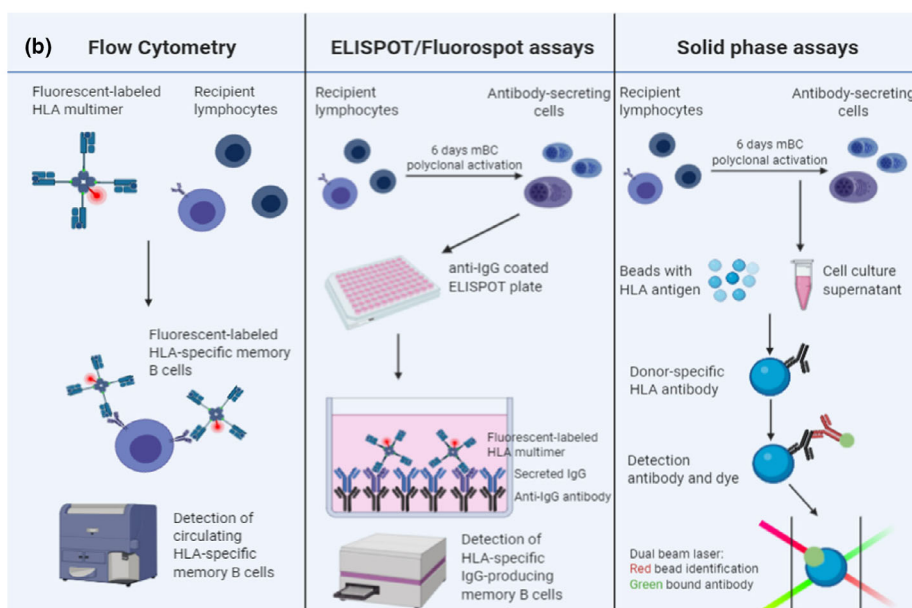 (b)
Flow Cytometry
Fluorescent-labeled
HLA multimer
Recipient
lymphocytes
Fluorescent-labeled
HLA-specific memory
B cells
Detection of
circulating
HLA-specific
memory B cells
ELISPOT/Fluorospot assays
Recipient
lymphocytes
Antibody-secreting
cells
6 days mBC
polyclonal activation
anti-IgG coated
ELISPOT plate
Fluorescent-labeled
HLA multimer
Secreted IgG
Anti-IgG antibody
Detection of
HLA-specific
IgG-producing
memory B cells
Solid phase assays
Recipient
lymphocytes
Antibody-secreting
cells
6 days mBC
polyclonal activation
Beads with
HLA antigen
Cell culture
supernatant
Donor-specific
HLA antibody
Detection
antibody and dye
Dual beam laser:
Red bead identification
Green bound antibody